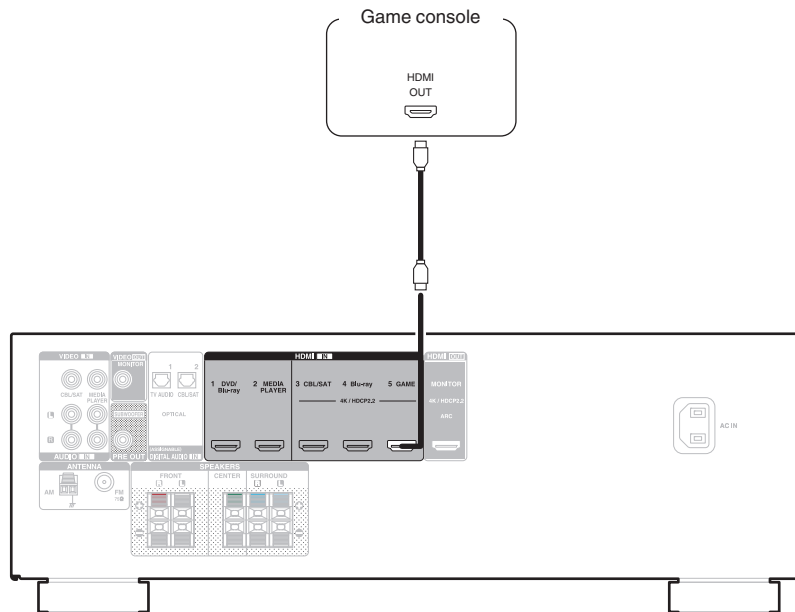 Game console
HDMI
OUT
VIDEO IN
VIDEO OUT
MONITOR
1 2
TV AUDIO CBL/SAT
OPTICAL
CBL/SAT
MEDIA
PLAYER
SUBWOOFER
L
R
AUDIO IN
PRE OUT
(ASSIGNABLE)
DIGITAL AUDIO IN
HDMI IN
1 DVD/
Blu-ray
2 MEDIA
PLAYER
3 CBL/SAT
4 Blu-ray
5 GAME
4K / HDCP2.2
HDMI OUT
MONITOR
4K / HDCP2.2
ARC
AC IN
ANTENNA
AM
FM
75Ω
SPEAKERS
FRONT
R L
CENTER
SURROUND
R L